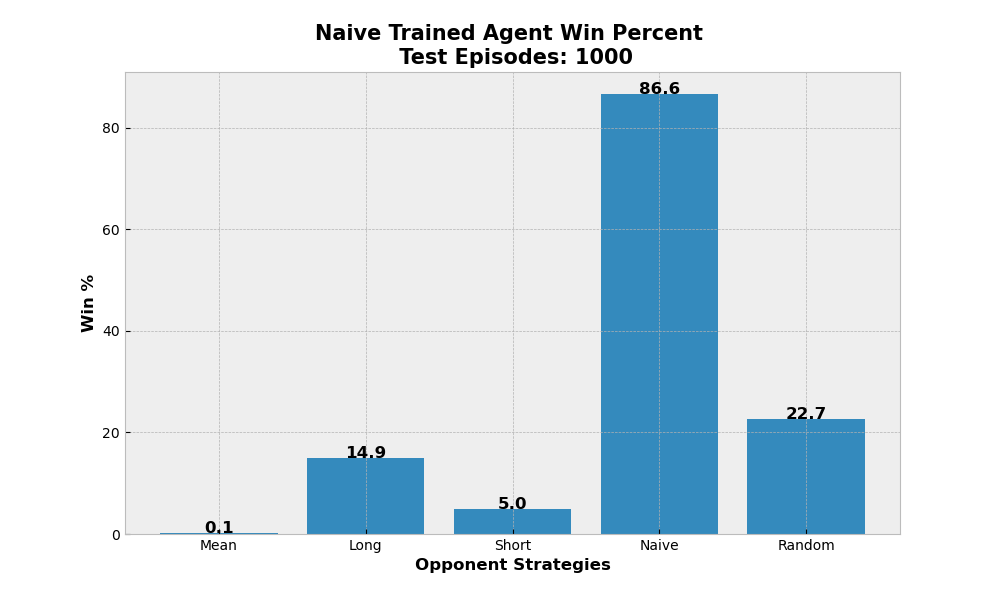 Naive Trained Agent Win Percent
Test Episodes: 1000
Win %
80
60
40
20
0
0.1
14.9
5.0
86.6
22.7
Mean
Long
Short
Naive
Random
Opponent Strategies